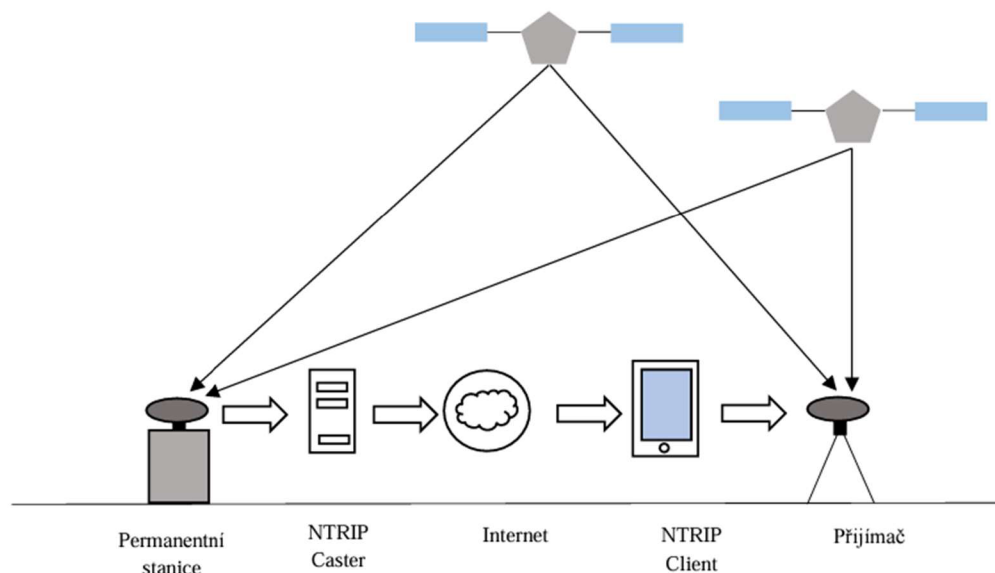 Permanentní
stanice
NTRIP
Caster
Internet
NTRIP
Client
Přijímač